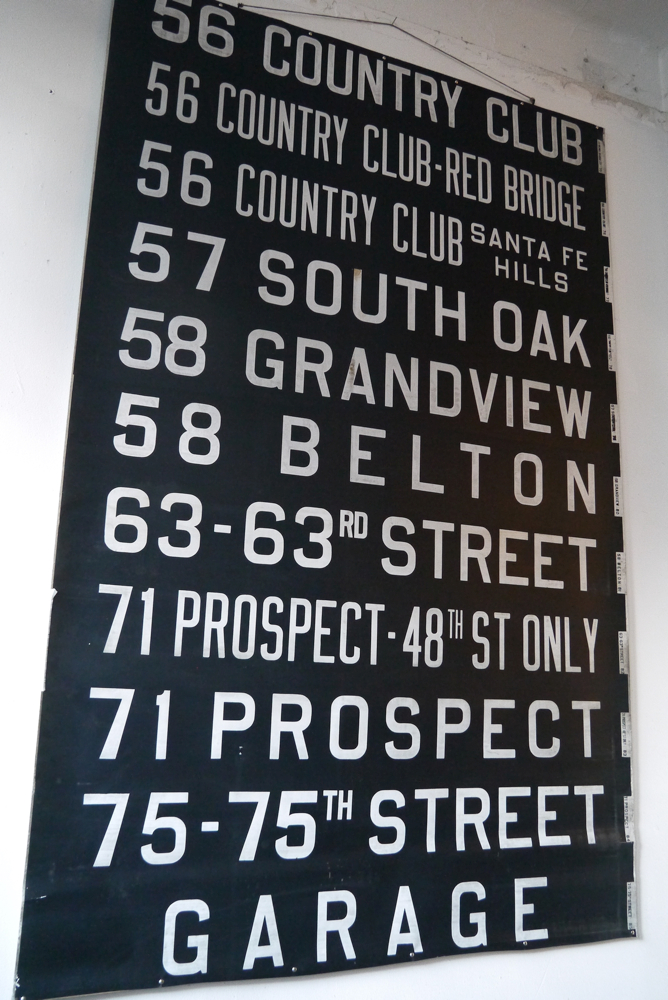 56 COUNTRY CLUB
56 COUNTRY CLUB-RED BRIDGE
56 COUNTRY CLUB SANTA FE HILLS
57 SOUTH OAK
58 GRANDVIEW
58 BELTON
63-63RD STREET
71 PROSPECT-48TH ST ONLY
71 PROSPECT
75-75TH STREET
GARAGE